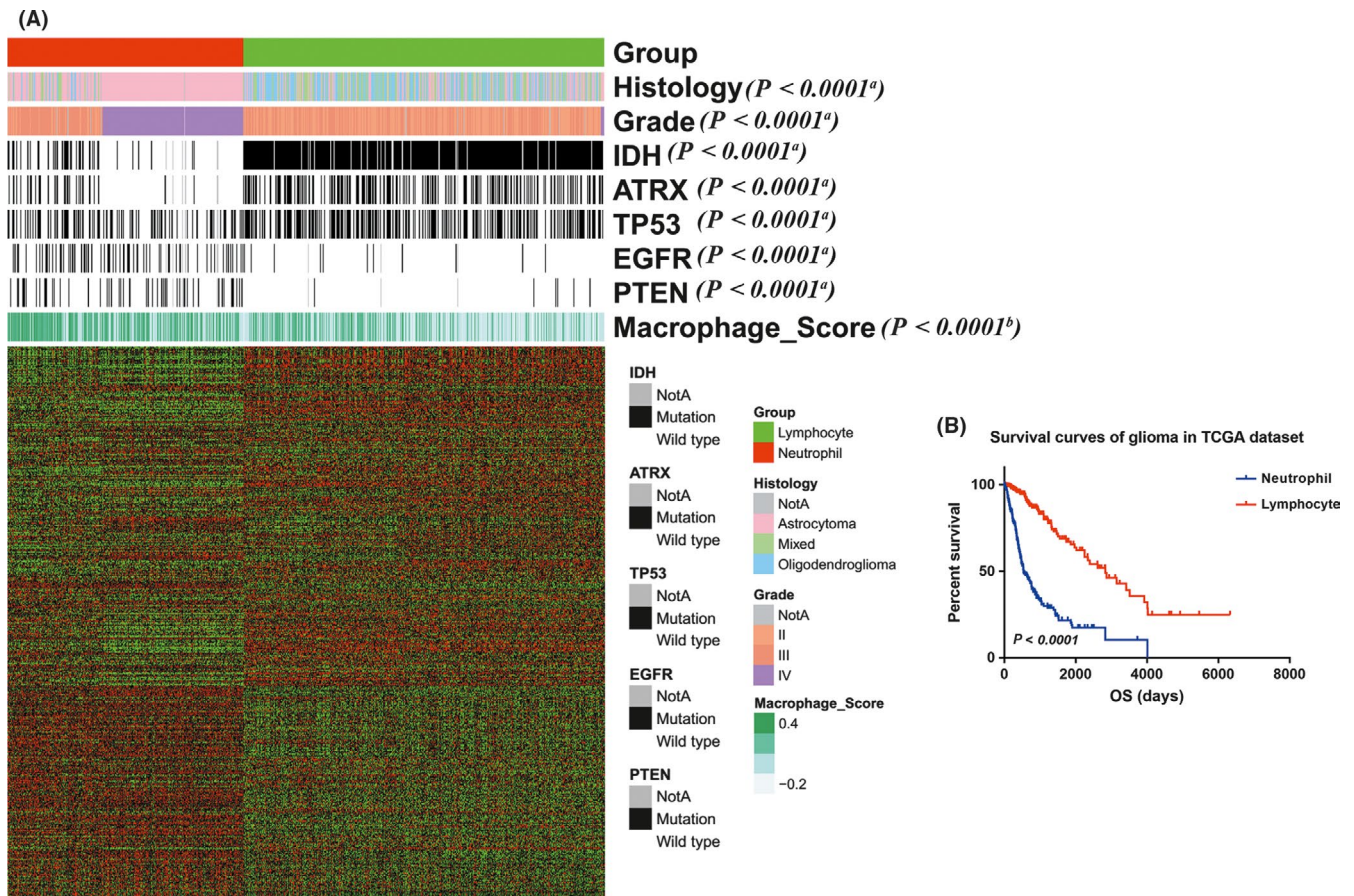 (A)
Group
Histology (P < 0.0001ᵃ)
Grade (P < 0.0001ᵃ)
IDH (P < 0.0001ᵃ)
ATRX (P < 0.0001ᵃ)
TP53 (P < 0.0001ᵃ)
EGFR (P < 0.0001ᵃ)
PTEN (P < 0.0001ᵃ)
Macrophage_Score (P < 0.0001ᵇ)
IDH
NotA
Mutation
Wild type
ATRX
NotA
Mutation
Wild type
TP53
NotA
Mutation
Wild type
EGFR
NotA
Mutation
Wild type
PTEN
NotA
Mutation
Wild type
Group
Lymphocyte
Neutrophil
Histology
NotA
Astrocytoma
Mixed
Oligodendroglioma
Grade
NotA
II
III
IV
Macrophage_Score
0.4
−0.2
(B)
Survival curves of glioma in TCGA dataset
Neutrophil
Lymphocyte
Percent survival
100
50
0
P < 0.0001
0 2000 4000 6000 8000
OS (days)